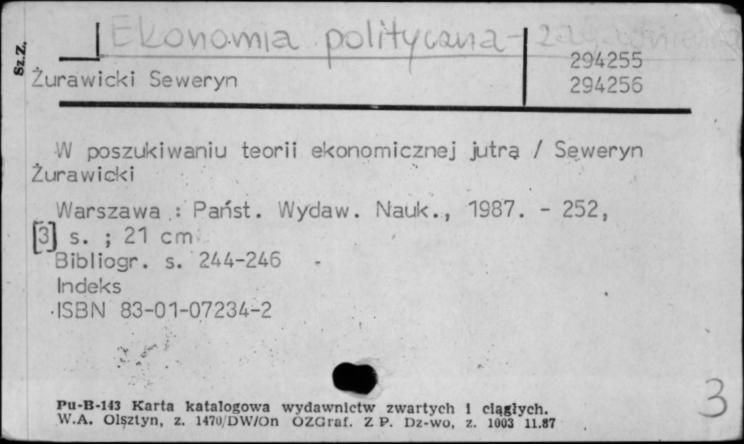 Ekonomia polityczna - zagadnienia
Sz.Z.
294255
Żurawicki Seweryn
294256
W poszukiwaniu teorii ekonomicznej jutra / Seweryn
Żurawicki
Warszawa : Państ. Wydaw. Nauk., 1987. - 252,
[3] s. ; 21 cm
Bibliogr. s. 244-246
Indeks
ISBN 83-01-07234-2
3
Pu-B-143 Karta katalogowa wydawnictw zwartych i ciągłych.
W.A. Olsztyn, z. 1470/DW/On OZGraf. Z P. Dz-wo, z. 1003 11.87